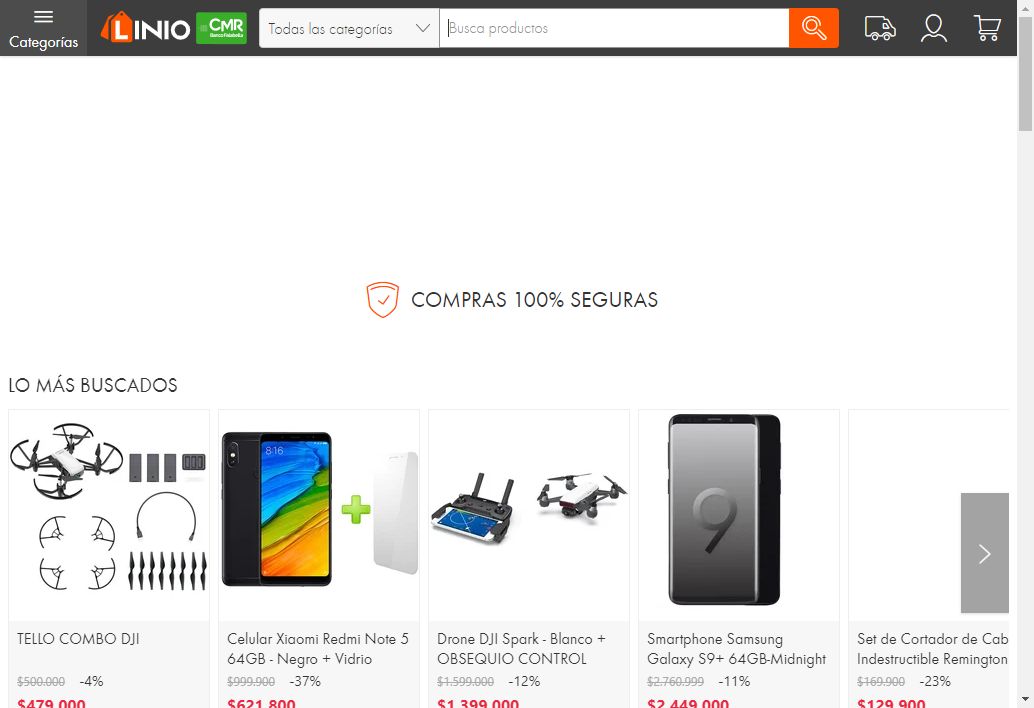 Categorías
LINIO
CMR
Banco Falabella
Todas las categorías
Busca productos
COMPRAS 100% SEGURAS
LO MÁS BUSCADOS
8:16
9
TELLO COMBO DJI
$500.000 -4%
$479.000
Celular Xiaomi Redmi Note 5
64GB - Negro + Vidrio
$999.900 -37%
$621.800
Drone DJI Spark - Blanco +
OBSEQUIO CONTROL
$1.599.000 -12%
$1.399.000
Smartphone Samsung
Galaxy S9+ 64GB-Midnight
$2.760.999 -11%
$2.449.000
Set de Cortador de Cab
Indestructible Remington
$169.900 -23%
$129.900